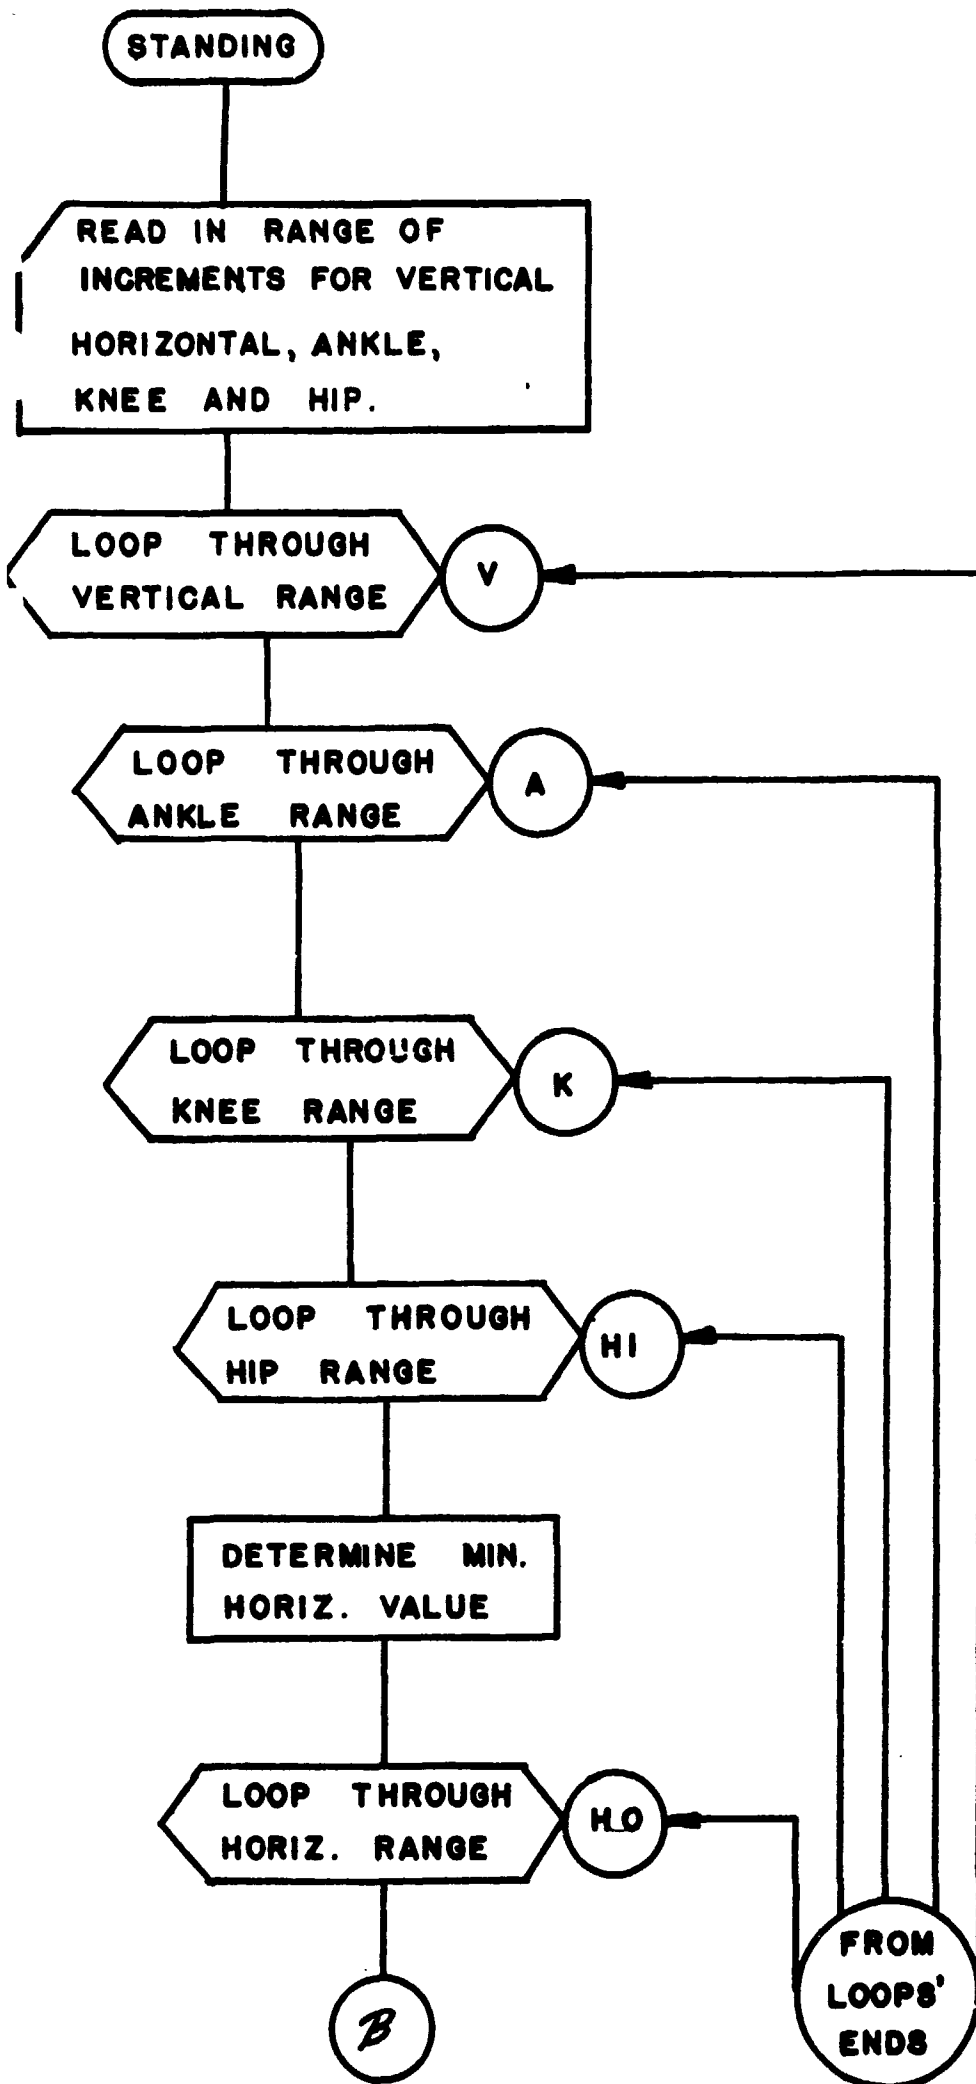 STANDING
READ IN RANGE OF
INCREMENTS FOR VERTICAL
HORIZONTAL, ANKLE,
KNEE AND HIP.
LOOP THROUGH
VERTICAL RANGE
V
LOOP THROUGH
ANKLE RANGE
A
LOOP THROUGH
KNEE RANGE
K
LOOP THROUGH
HIP RANGE
HI
DETERMINE MIN.
HORIZ. VALUE
LOOP THROUGH
HORIZ. RANGE
HO
FROM
LOOPS'
ENDS
B